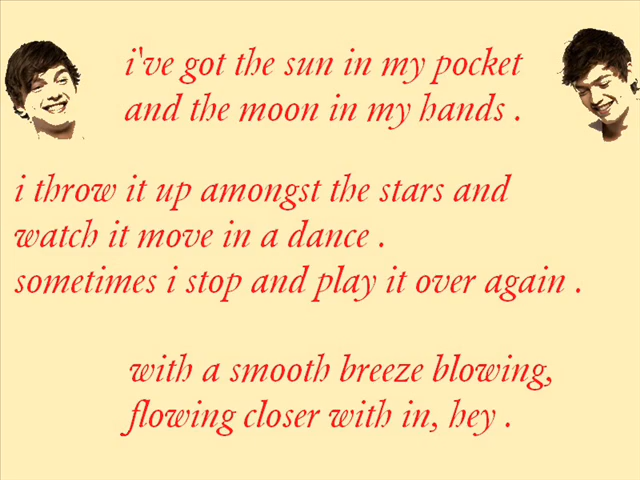 i've got the sun in my pocket
and the moon in my hands .
i throw it up amongst the stars and
watch it move in a dance .
sometimes i stop and play it over again .
with a smooth breeze blowing,
flowing closer with in, hey .